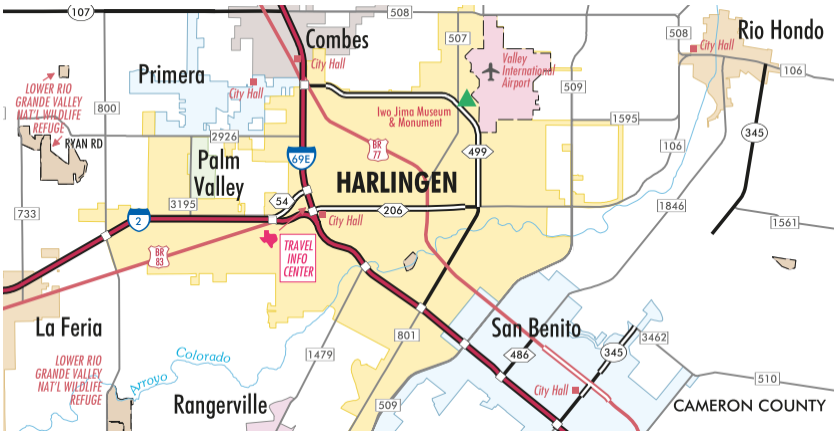 107
508
Combes
City Hall
507
Valley
International
Airport
508
City Hall
Rio Hondo
106
Primera
City Hall
LOWER RIO
GRANDE VALLEY
NAT'L WILDLIFE
REFUGE
RYAN RD
800
509
Iwo Jima Museum
& Monument
1595
345
2926
BR
77
499
106
69E
Palm
Valley
HARLINGEN
54
3195
206
733
2
City Hall
1846
1561
BR
83
TRAVEL
INFO
CENTER
La Feria
801
San Benito
345
3462
486
1479
LOWER RIO
GRANDE VALLEY
NAT'L WILDLIFE
REFUGE
Arroyo Colorado
Rangerville
509
City Hall
510
CAMERON COUNTY